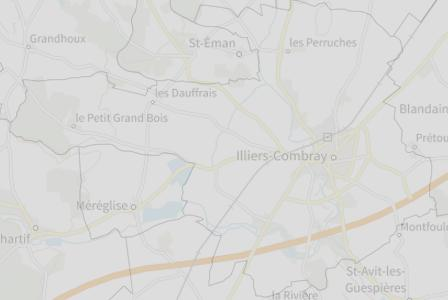 Grandhoux
St-Éman
les Perruches
les Dauffrais
le Petit Grand Bois
Blandain
Prétou
Illiers-Combray
Méréglise
hartif
Montfoulo
St-Avit-les-
Guespières
la Rivière